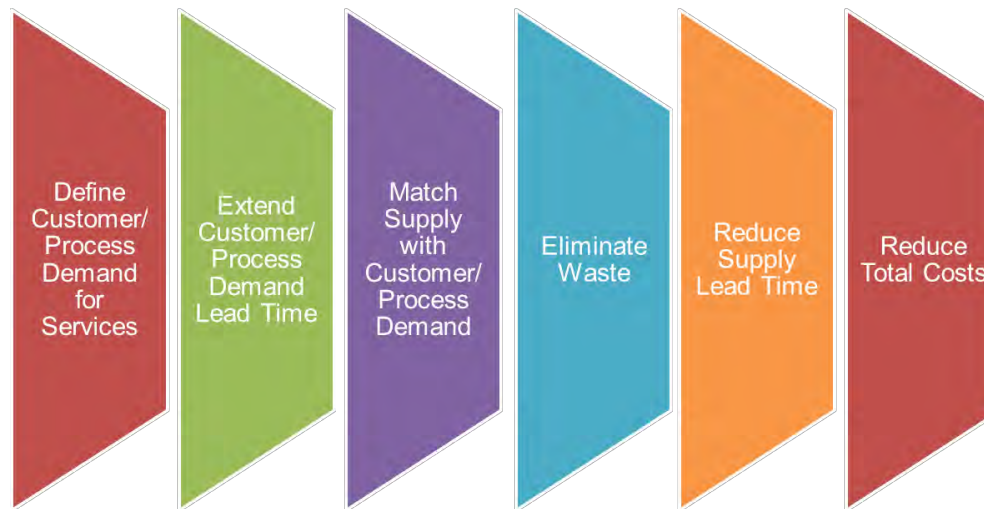 Define
Customer/
Process
Demand
for
Services
Extend
Customer/
Process
Demand
Lead Time
Match
Supply
with
Customer/
Process
Demand
Eliminate
Waste
Reduce
Supply
Lead Time
Reduce
Total Costs